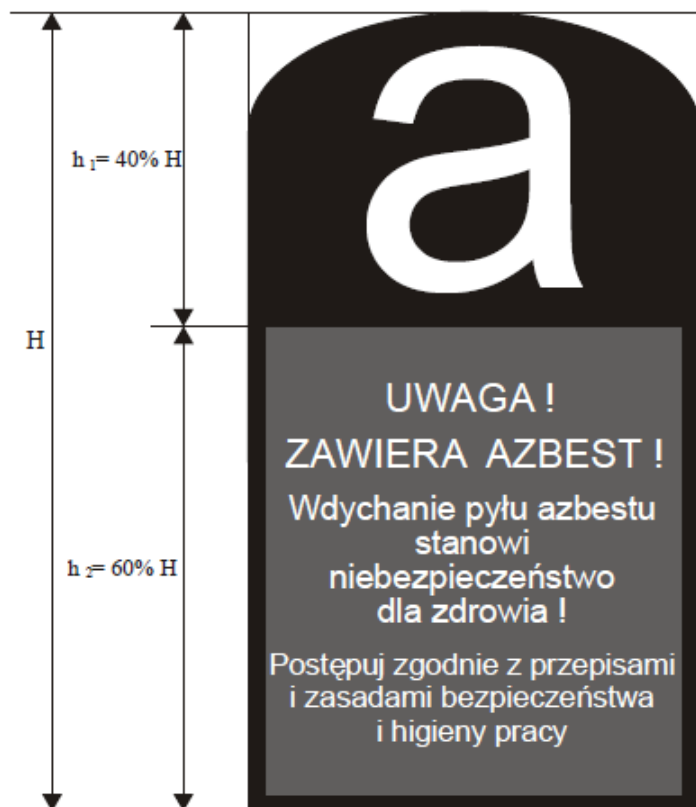 a
h 1= 40% H
H
UWAGA !
ZAWIERA AZBEST !
Wdychanie pyłu azbestu
stanowi
niebezpieczeństwo
dla zdrowia !
h 2= 60% H
Postępuj zgodnie z przepisami
i zasadami bezpieczeństwa
i higieny pracy